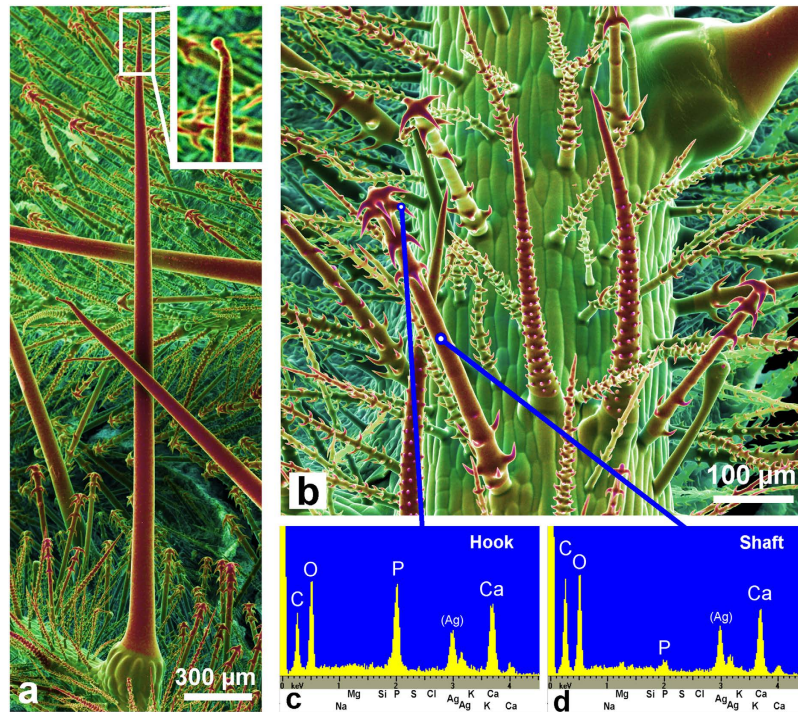 a
300 µm
b
100 µm
Hook
C
O
P
(Ag)
Ca
0 keV 1 2 3 4
Mg Si P S Cl K Ca
Na Ag Ag K Ca
c
Shaft
C
O
P
(Ag)
Ca
0 keV 1 2 3 4
Mg Si P S Cl K Ca
Na Ag Ag K Ca
d